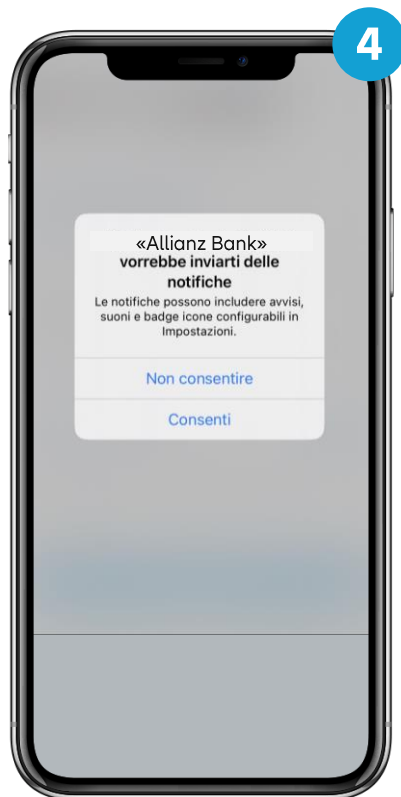 4
«Allianz Bank»
vorrebbe inviarti delle
notifiche
Le notifiche possono includere avvisi,
suoni e badge icone configurabili in
Impostazioni.
Non consentire
Consenti